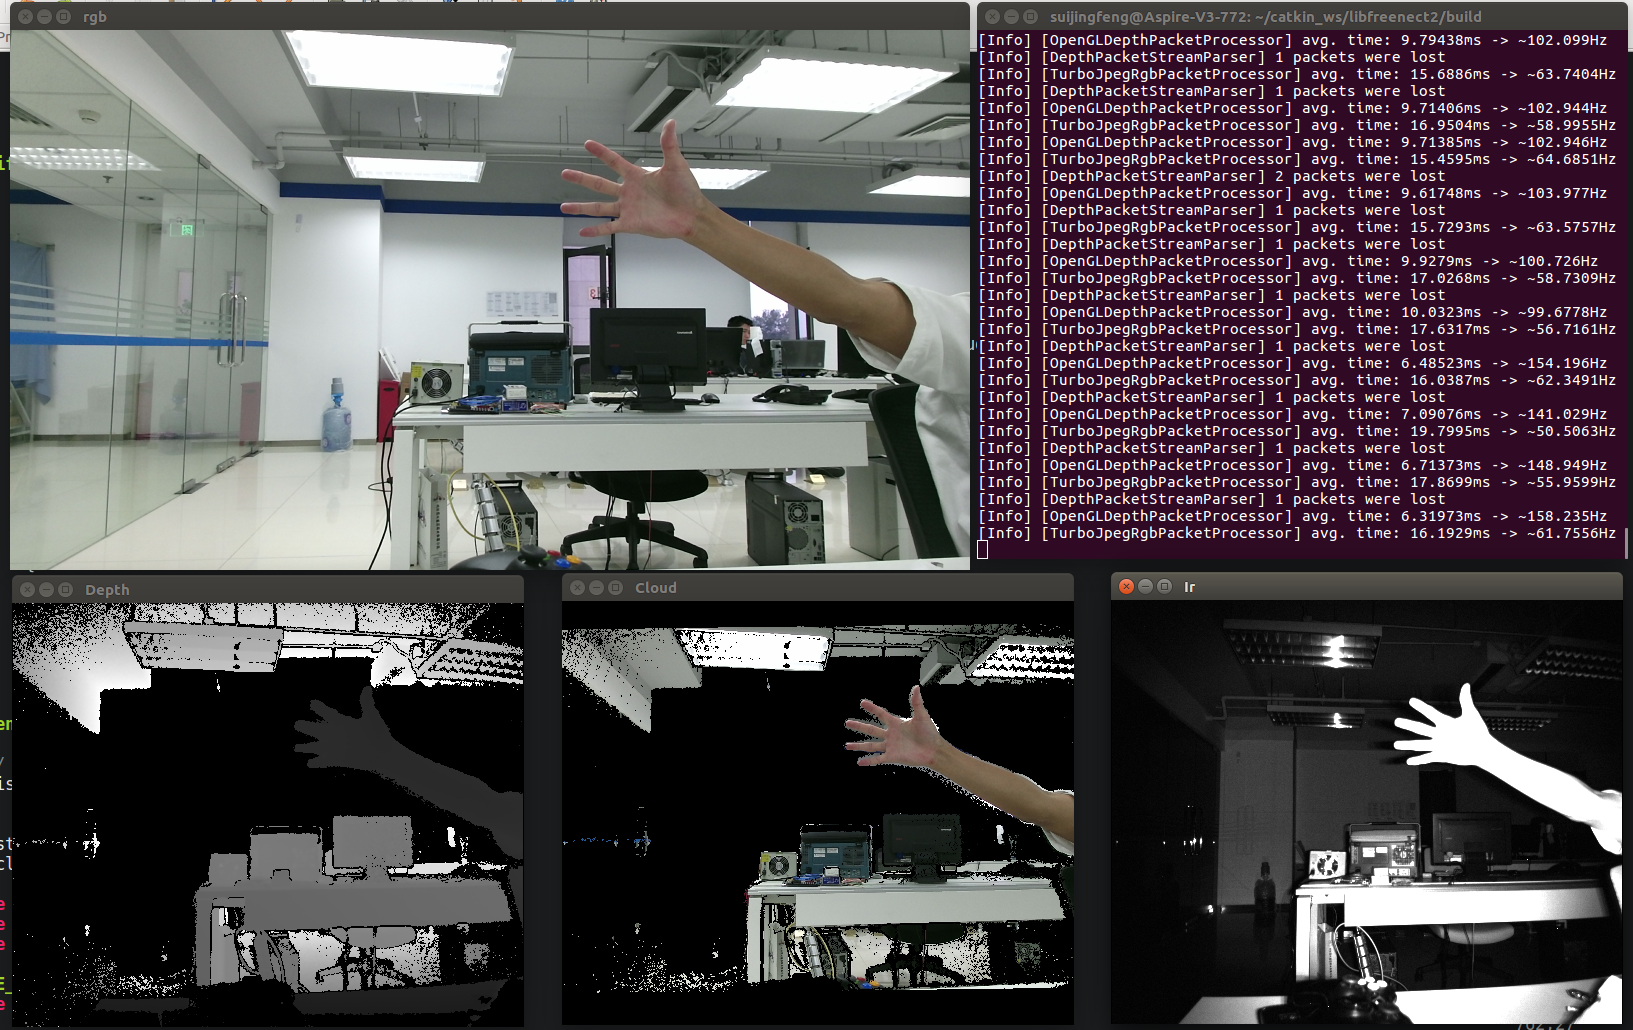 rgb
suijingfeng@Aspire-V3-772: ~/catkin_ws/libfreenect2/build
[Info] [OpenGLDepthPacketProcessor] avg. time: 9.79438ms -> ~102.099Hz
[Info] [DepthPacketStreamParser] 1 packets were lost
[Info] [TurboJpegRgbPacketProcessor] avg. time: 15.6886ms -> ~63.7404Hz
[Info] [DepthPacketStreamParser] 1 packets were lost
[Info] [OpenGLDepthPacketProcessor] avg. time: 9.71406ms -> ~102.944Hz
[Info] [TurboJpegRgbPacketProcessor] avg. time: 16.9504ms -> ~58.9955Hz
[Info] [OpenGLDepthPacketProcessor] avg. time: 9.71385ms -> ~102.946Hz
[Info] [TurboJpegRgbPacketProcessor] avg. time: 15.4595ms -> ~64.6851Hz
[Info] [DepthPacketStreamParser] 2 packets were lost
[Info] [OpenGLDepthPacketProcessor] avg. time: 9.61748ms -> ~103.977Hz
[Info] [DepthPacketStreamParser] 1 packets were lost
[Info] [TurboJpegRgbPacketProcessor] avg. time: 15.7293ms -> ~63.5757Hz
[Info] [DepthPacketStreamParser] 1 packets were lost
[Info] [OpenGLDepthPacketProcessor] avg. time: 9.9279ms -> ~100.726Hz
[Info] [TurboJpegRgbPacketProcessor] avg. time: 17.0268ms -> ~58.7309Hz
[Info] [DepthPacketStreamParser] 1 packets were lost
[Info] [OpenGLDepthPacketProcessor] avg. time: 10.0323ms -> ~99.6778Hz
[Info] [TurboJpegRgbPacketProcessor] avg. time: 17.6317ms -> ~56.7161Hz
[Info] [DepthPacketStreamParser] 1 packets were lost
[Info] [OpenGLDepthPacketProcessor] avg. time: 6.48523ms -> ~154.196Hz
[Info] [TurboJpegRgbPacketProcessor] avg. time: 16.0387ms -> ~62.3491Hz
[Info] [DepthPacketStreamParser] 1 packets were lost
[Info] [OpenGLDepthPacketProcessor] avg. time: 7.09076ms -> ~141.029Hz
[Info] [TurboJpegRgbPacketProcessor] avg. time: 19.7995ms -> ~50.5063Hz
[Info] [DepthPacketStreamParser] 1 packets were lost
[Info] [OpenGLDepthPacketProcessor] avg. time: 6.71373ms -> ~148.949Hz
[Info] [TurboJpegRgbPacketProcessor] avg. time: 17.8699ms -> ~55.9599Hz
[Info] [DepthPacketStreamParser] 1 packets were lost
[Info] [OpenGLDepthPacketProcessor] avg. time: 6.31973ms -> ~158.235Hz
[Info] [TurboJpegRgbPacketProcessor] avg. time: 16.1929ms -> ~61.7556Hz
Depth
Cloud
Ir